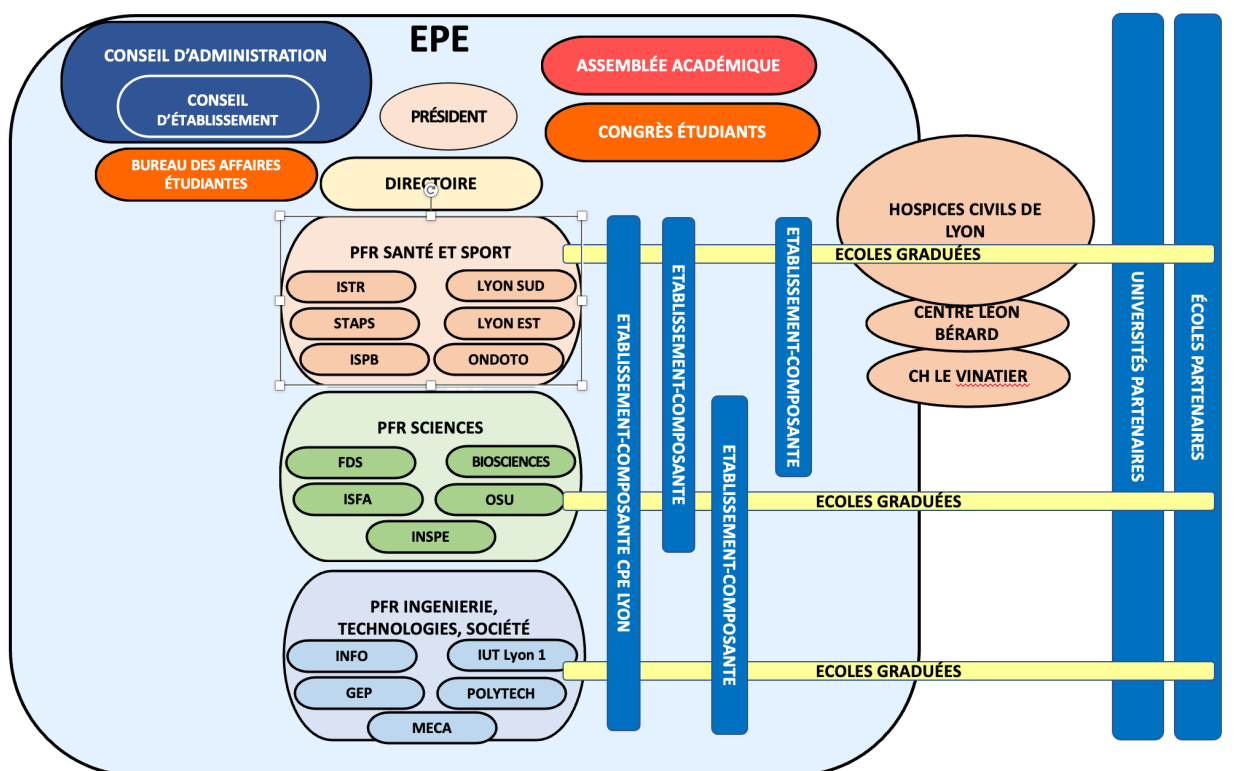 EPE
CONSEIL D'ADMINISTRATION
CONSEIL
D'ÉTABLISSEMENT
BUREAU DES AFFAIRES
ÉTUDIANTES
PRÉSIDENT
DIRECTOIRE
ASSEMBLÉE ACADÉMIQUE
CONGRÈS ÉTUDIANTS
PFR SANTÉ ET SPORT
ISTR
LYON SUD
STAPS
LYON EST
ISPB
ONDOTO
PFR SCIENCES
FDS
BIOSCIENCES
ISFA
OSU
INSPE
PFR INGENIERIE,
TECHNOLOGIES, SOCIÉTÉ
INFO
IUT Lyon 1
GEP
POLYTECH
MECA
ETABLISSEMENT-COMPOSANTE CPE LYON
ETABLISSEMENT-COMPOSANTE
ETABLISSEMENT-COMPOSANTE
ETABLISSEMENT-COMPOSANTE
HOSPICES CIVILS DE
LYON
ECOLES GRADUÉES
CENTRE LÉON
BÉRARD
CH LE VINATIER
ECOLES GRADUÉES
ECOLES GRADUÉES
UNIVERSITÉS PARTENAIRES
ÉCOLES PARTENAIRES